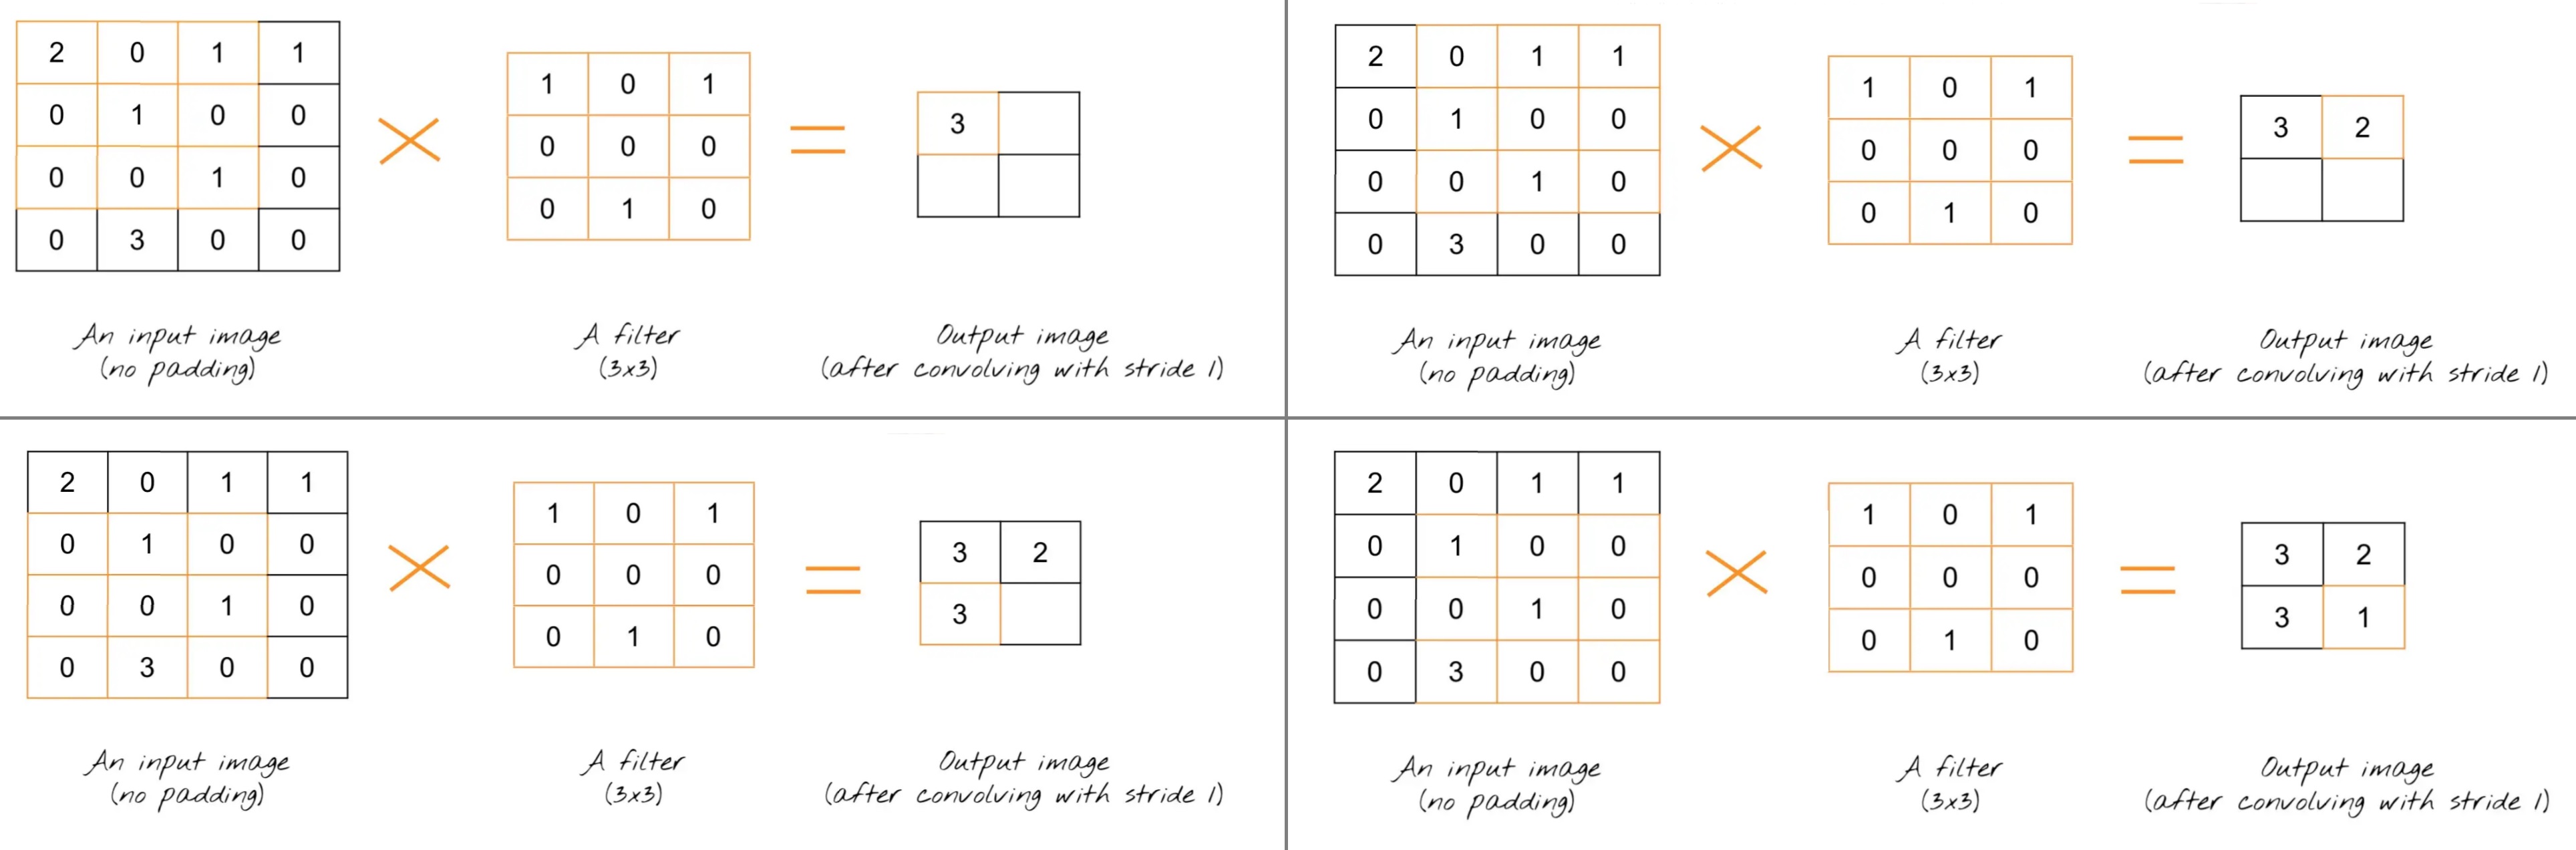 2 0 1 1
0 1 0 0
0 0 1 0
0 3 0 0
An input image
(no padding)
1 0 1
0 0 0
0 1 0
A filter
(3x3)
3
Output image
(after convolving with stride 1)
2 0 1 1
0 1 0 0
0 0 1 0
0 3 0 0
An input image
(no padding)
1 0 1
0 0 0
0 1 0
A filter
(3x3)
3 2
Output image
(after convolving with stride 1)
2 0 1 1
0 1 0 0
0 0 1 0
0 3 0 0
An input image
(no padding)
1 0 1
0 0 0
0 1 0
A filter
(3x3)
3 2
3
Output image
(after convolving with stride 1)
2 0 1 1
0 1 0 0
0 0 1 0
0 3 0 0
An input image
(no padding)
1 0 1
0 0 0
0 1 0
A filter
(3x3)
3 2
3 1
Output image
(after convolving with stride 1)